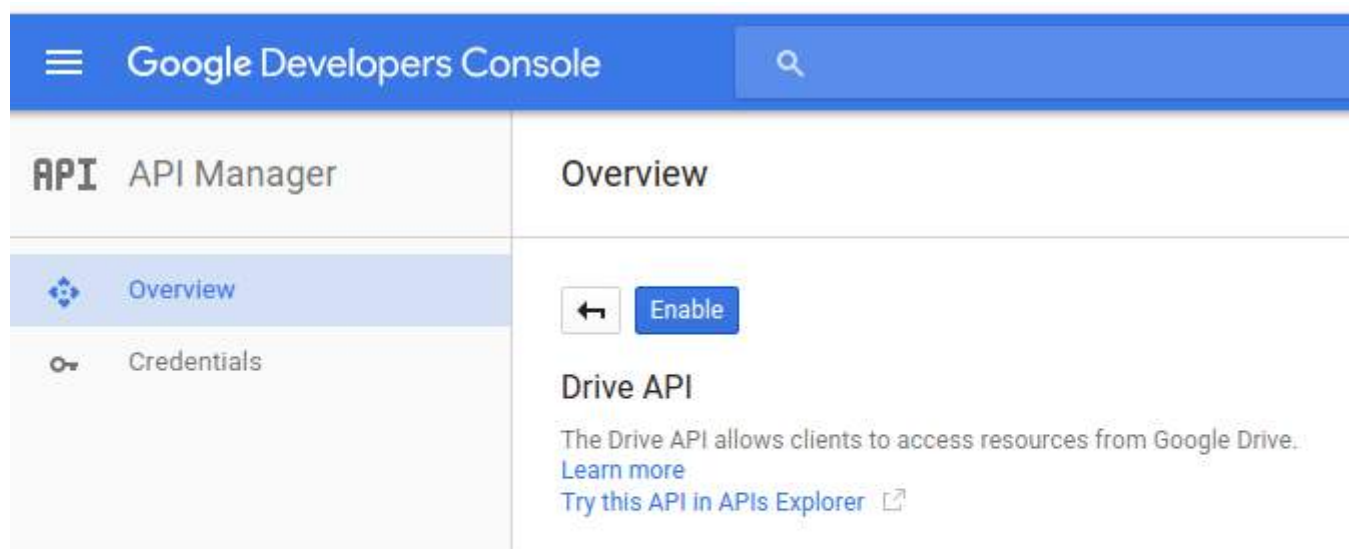 Google Developers Console
API API Manager
Overview
Overview
Credentials
Enable
Drive API
The Drive API allows clients to access resources from Google Drive.
Learn more
Try this API in APIs Explorer